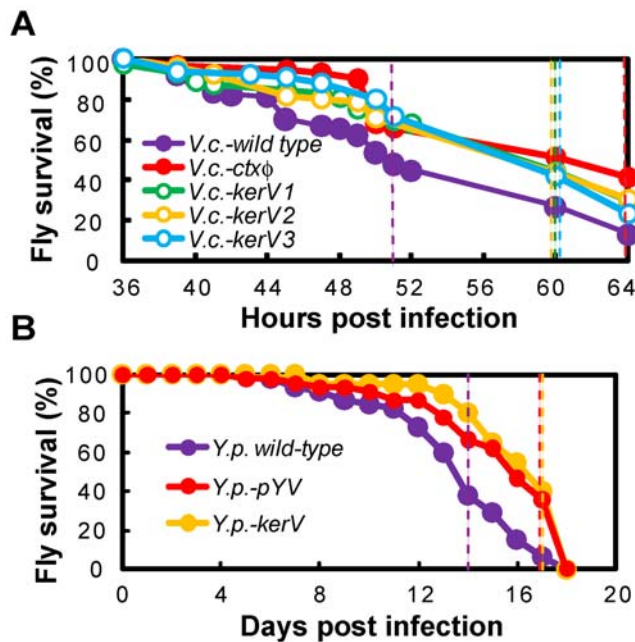 A
Fly survival (%)
100
80
60
40
20
0
V.c.-wild type
V.c.-ctxϕ
V.c.-kerV1
V.c.-kerV2
V.c.-kerV3
36 40 44 48 52 56 60 64
Hours post infection
B
Fly survival (%)
100
80
60
40
20
0
Y.p. wild-type
Y.p.-pYV
Y.p.-kerV
0 4 8 12 16 20
Days post infection